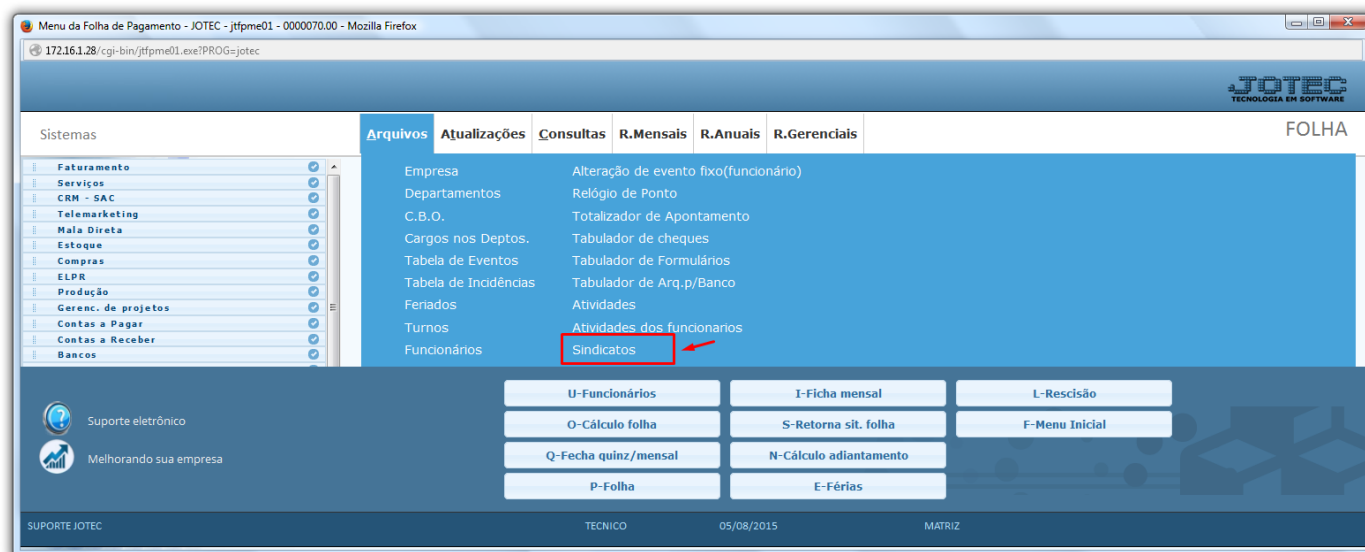 Menu da Folha de Pagamento - JOTEC - jtfpme01 - 0000070.00 - Mozilla Firefox
172.16.1.28/cgi-bin/jtfpme01.exe?PROG=jotec
JOTEC
TECNOLOGIA EM SOFTWARE
Sistemas
Arquivos Atualizações Consultas R.Mensais R.Anuais R.Gerenciais
FOLHA
Faturamento
Serviços
CRM - SAC
Telemarketing
Mala Direta
Estoque
Compras
ELPR
Produção
Gerenc. de projetos
Contas a Pagar
Contas a Receber
Bancos
Empresa
Departamentos
C.B.O.
Cargos nos Deptos.
Tabela de Eventos
Tabela de Incidências
Feriados
Turnos
Funcionários
Alteração de evento fixo(funcionário)
Relógio de Ponto
Totalizador de Apontamento
Tabulador de cheques
Tabulador de Formulários
Tabulador de Arq.p/Banco
Atividades
Atividades dos funcionarios
Sindicatos
Suporte eletrônico
Melhorando sua empresa
U-Funcionários I-Ficha mensal L-Rescisão
O-Cálculo folha S-Retorna sit. folha F-Menu Inicial
Q-Fecha quinz/mensal N-Cálculo adiantamento
P-Folha E-Férias
SUPORTE JOTEC TECNICO 05/08/2015 MATRIZ